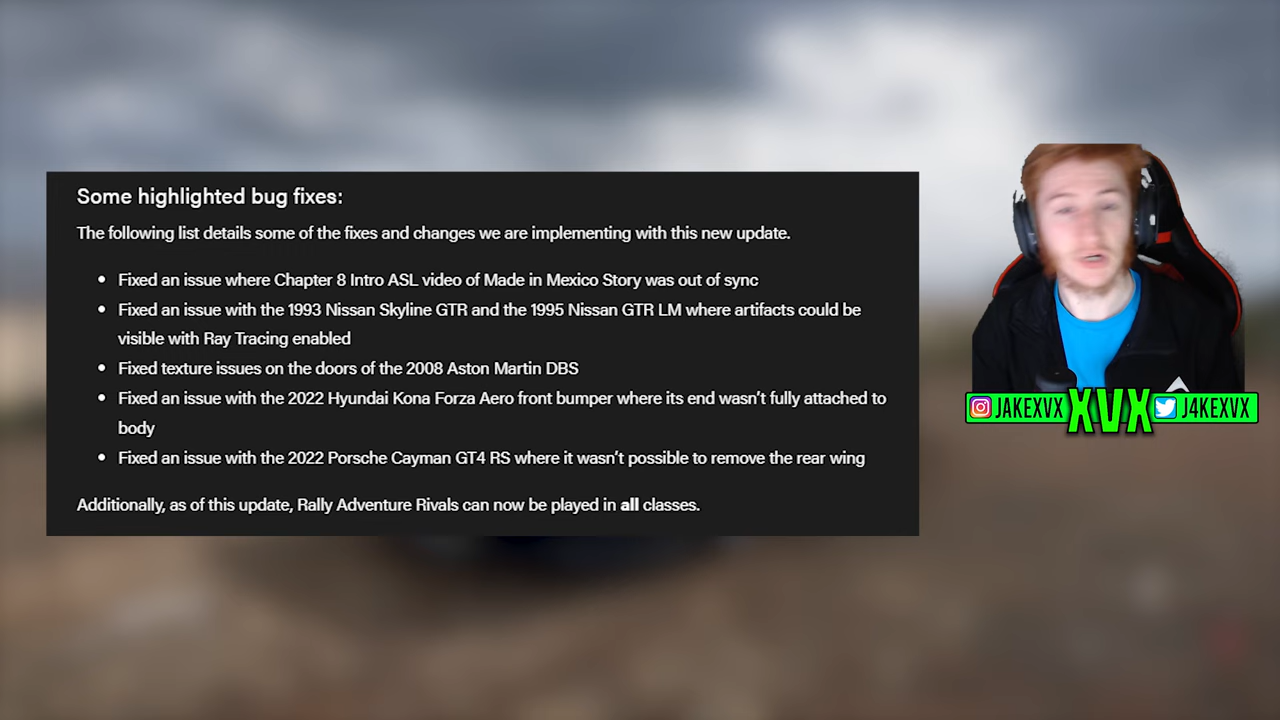 Some highlighted bug fixes:
The following list details some of the fixes and changes we are implementing with this new update.
• Fixed an issue where Chapter 8 Intro ASL video of Made in Mexico Story was out of sync
• Fixed an issue with the 1993 Nissan Skyline GTR and the 1995 Nissan GTR LM where artifacts could be
visible with Ray Tracing enabled
• Fixed texture issues on the doors of the 2008 Aston Martin DBS
• Fixed an issue with the 2022 Hyundai Kona Forza Aero front bumper where its end wasn't fully attached to
body
• Fixed an issue with the 2022 Porsche Cayman GT4 RS where it wasn't possible to remove the rear wing
Additionally, as of this update, Rally Adventure Rivals can now be played in all classes.
JAKEXVX XVX J4KEXVX